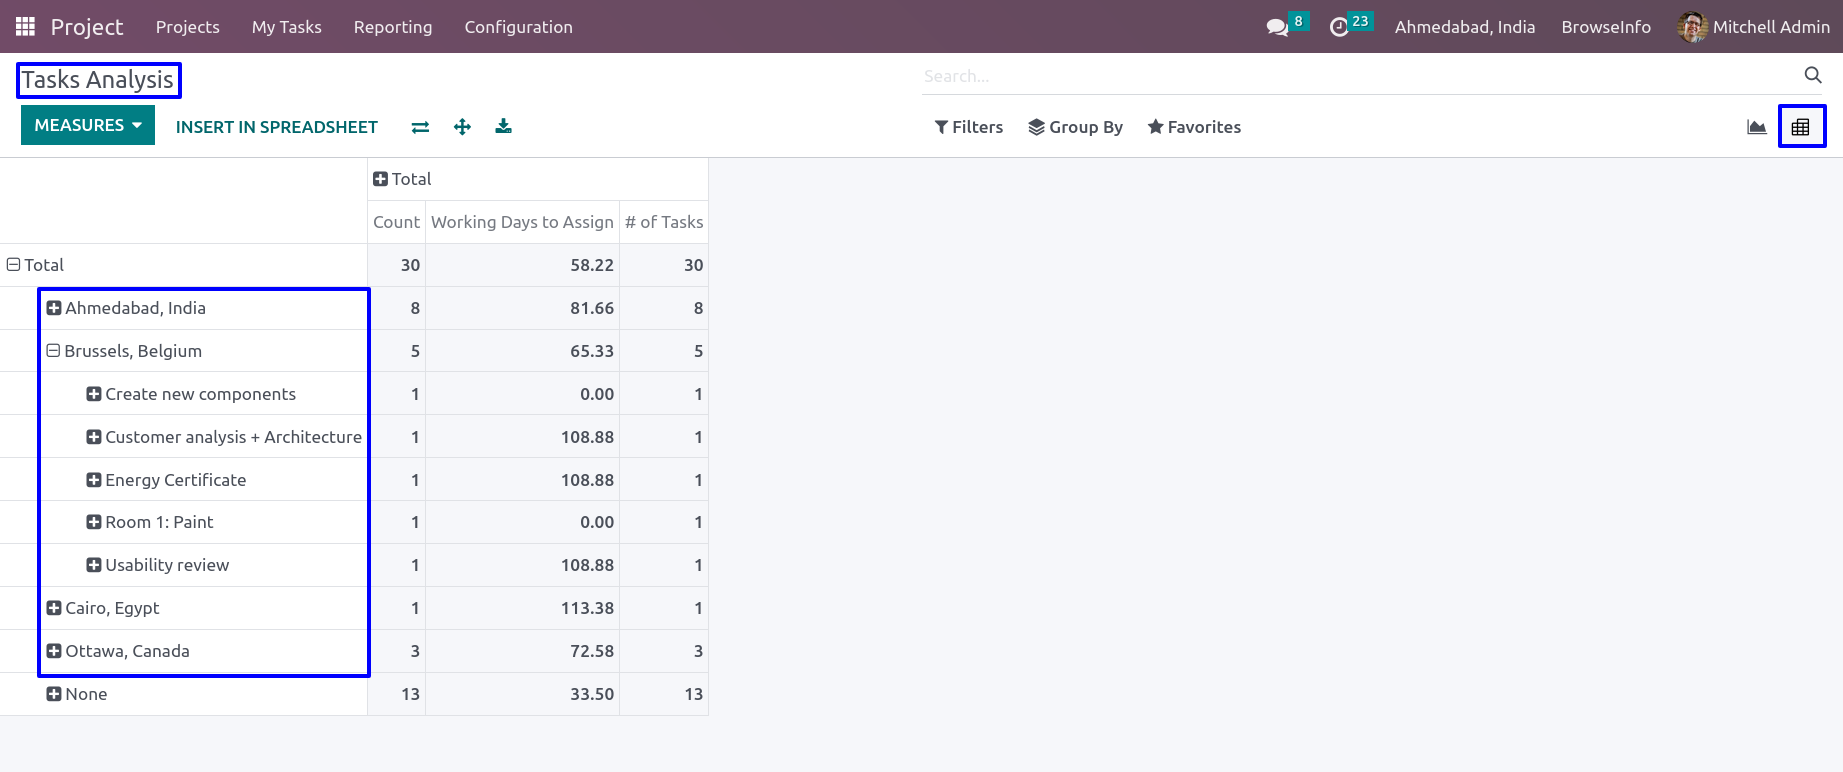 Project Projects My Tasks Reporting Configuration 8 23 Ahmedabad, India BrowseInfo Mitchell Admin
Tasks Analysis
Search...
MEASURES INSERT IN SPREADSHEET Filters Group By Favorites
Total
Count Working Days to Assign # of Tasks
Total 30 58.22 30
Ahmedabad, India 8 81.66 8
Brussels, Belgium 5 65.33 5
Create new components 1 0.00 1
Customer analysis + Architecture 1 108.88 1
Energy Certificate 1 108.88 1
Room 1: Paint 1 0.00 1
Usability review 1 108.88 1
Cairo, Egypt 1 113.38 1
Ottawa, Canada 3 72.58 3
None 13 33.50 13